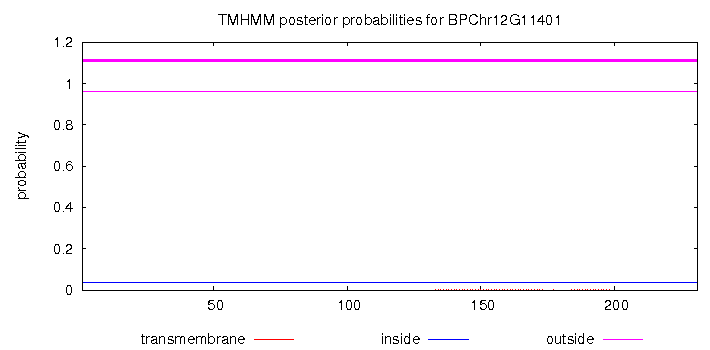 TMHMM posterior probabilities for BPChr12G11401
1.2
1
0.8
0.6
0.4
0.2
0
probability
50 100 150 200
transmembrane inside outside